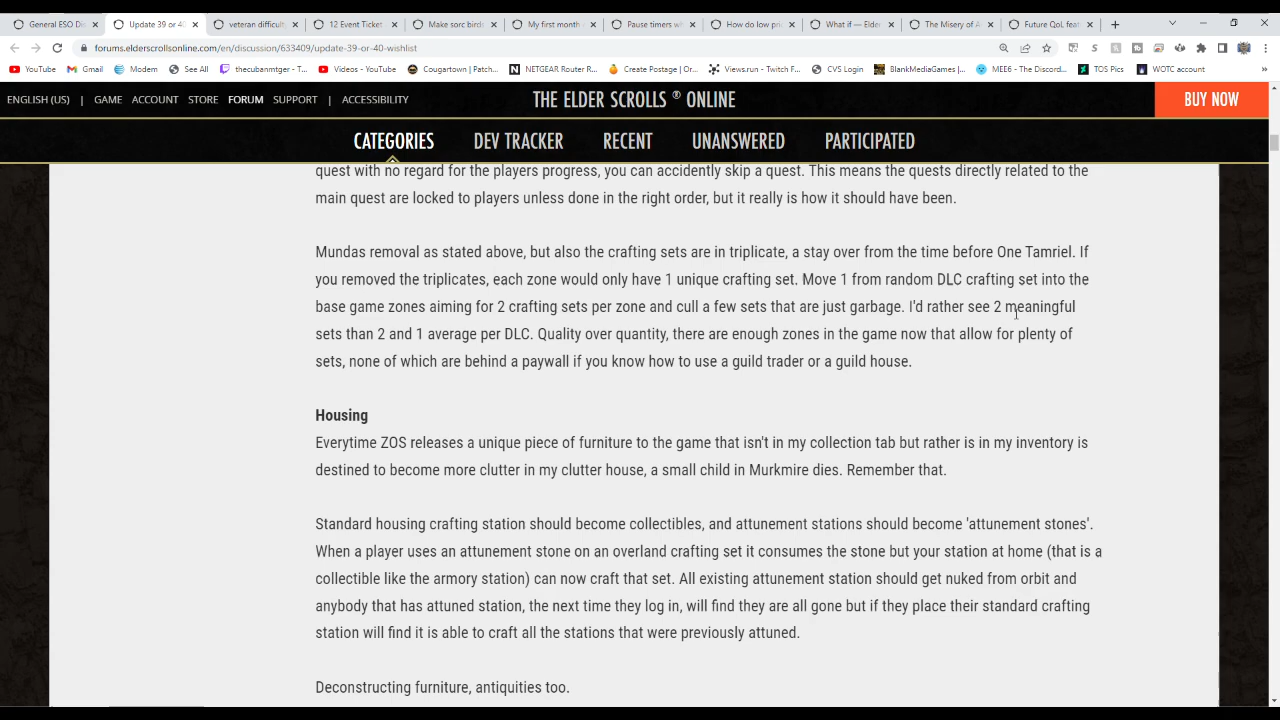 General ESO Dis
Update 39 or 40
veteran difficult
12 Event Ticket
Make sorc birds
My first month
Pause timers wh
How do low pri
What if — Elder
The Misery of A
Future QoL feat
forums.elderscrollsonline.com/en/discussion/633409/update-39-or-40-wishlist
YouTube
Gmail
Modem
See All
thecubanmtger - T...
Videos - YouTube
Cougartown | Patch...
NETGEAR Router R...
Create Postage | Or...
Views.run - Twitch F...
CVS Login
BlankMediaGames |...
MEE6 - The Discord...
TOS Pics
WOTC account
ENGLISH (US) | GAME ACCOUNT STORE FORUM SUPPORT | ACCESSIBILITY
THE ELDER SCROLLS ® ONLINE
BUY NOW
CATEGORIES DEV TRACKER RECENT UNANSWERED PARTICIPATED
quest with no regard for the players progress, you can accidently skip a quest. This means the quests directly related to the
main quest are locked to players unless done in the right order, but it really is how it should have been.
Mundas removal as stated above, but also the crafting sets are in triplicate, a stay over from the time before One Tamriel. If
you removed the triplicates, each zone would only have 1 unique crafting set. Move 1 from random DLC crafting set into the
base game zones aiming for 2 crafting sets per zone and cull a few sets that are just garbage. I'd rather see 2 meaningful
sets than 2 and 1 average per DLC. Quality over quantity, there are enough zones in the game now that allow for plenty of
sets, none of which are behind a paywall if you know how to use a guild trader or a guild house.
Housing
Everytime ZOS releases a unique piece of furniture to the game that isn't in my collection tab but rather is in my inventory is
destined to become more clutter in my clutter house, a small child in Murkmire dies. Remember that.
Standard housing crafting station should become collectibles, and attunement stations should become 'attunement stones'.
When a player uses an attunement stone on an overland crafting set it consumes the stone but your station at home (that is a
collectible like the armory station) can now craft that set. All existing attunement station should get nuked from orbit and
anybody that has attuned station, the next time they log in, will find they are all gone but if they place their standard crafting
station will find it is able to craft all the stations that were previously attuned.
Deconstructing furniture, antiquities too.